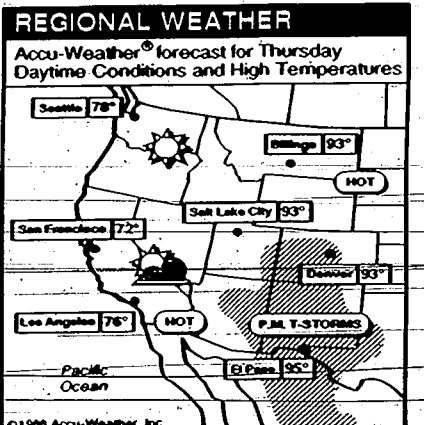 REGIONAL WEATHER
Accu-Weather® forecast for Thursday
Daytime Conditions and High Temperatures
Seattle 78°
Billings 93°
HOT
Salt Lake City 93°
San Francisco 72°
Denver 93°
Los Angeles 76°
HOT
P.M. T-STORMS
El Paso 95°
Pacific
Ocean
Accu-Weather, Inc.